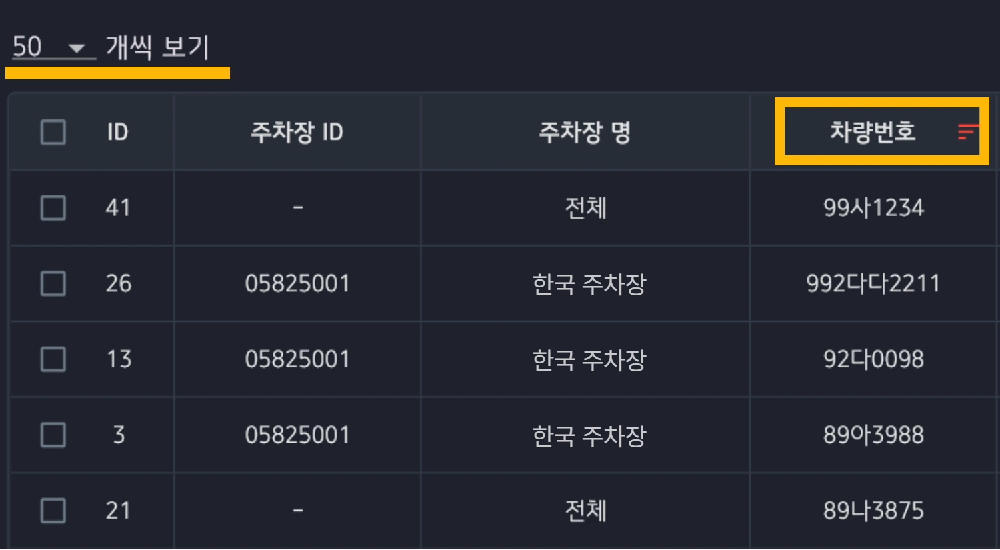 50 개씩 보기
ID 주차장 ID 주차장 명 차량번호
41 - 전체 99사1234
26 05825001 한국 주차장 992다다2211
13 05825001 한국 주차장 92다0098
3 05825001 한국 주차장 89아3988
21 - 전체 89나3875